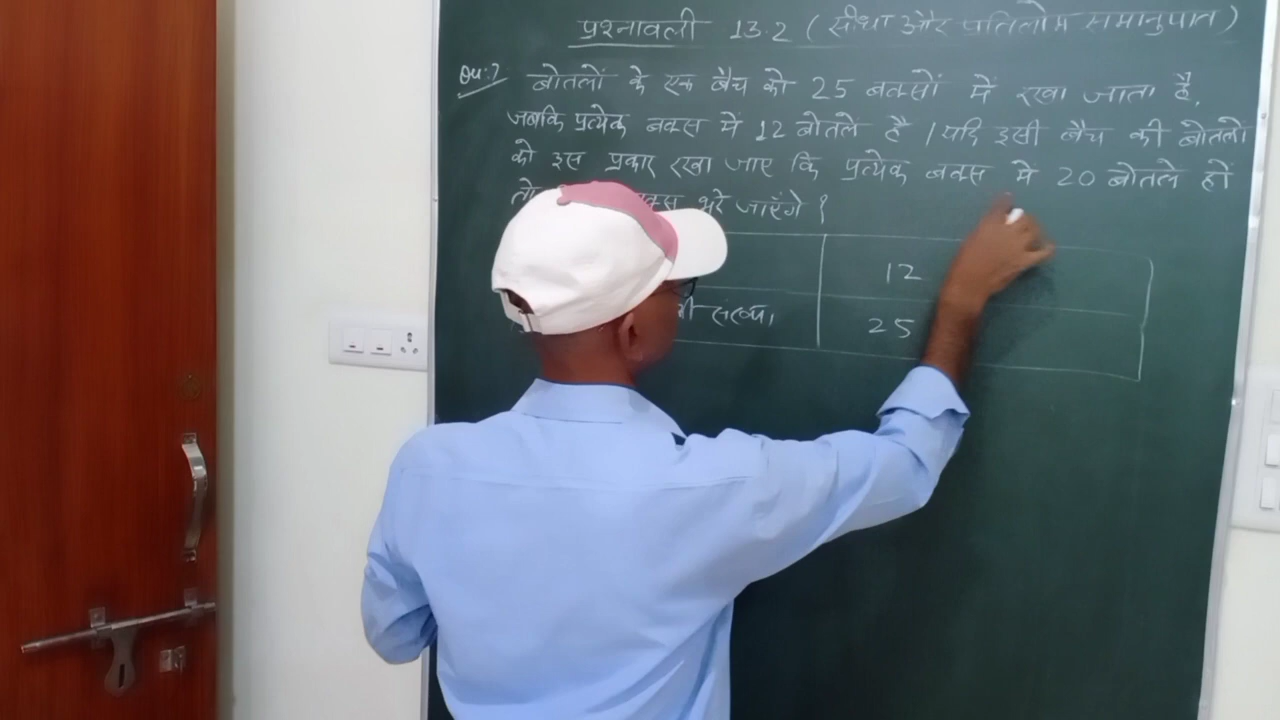 प्रश्नावली 13.2 (सीधा और प्रतिलोम समानुपात)
Qu:7 बोतलों के एक बैच को 25 बक्सों में रखा जाता है,
जबकि प्रत्येक बक्स में 12 बोतले है । यदि इसी बैच की बोतलो
को इस प्रकार रखा जाए कि प्रत्येक बक्स मे 20 बोतले हों
तो भरे जाएँगे ?
12
संख्या 25